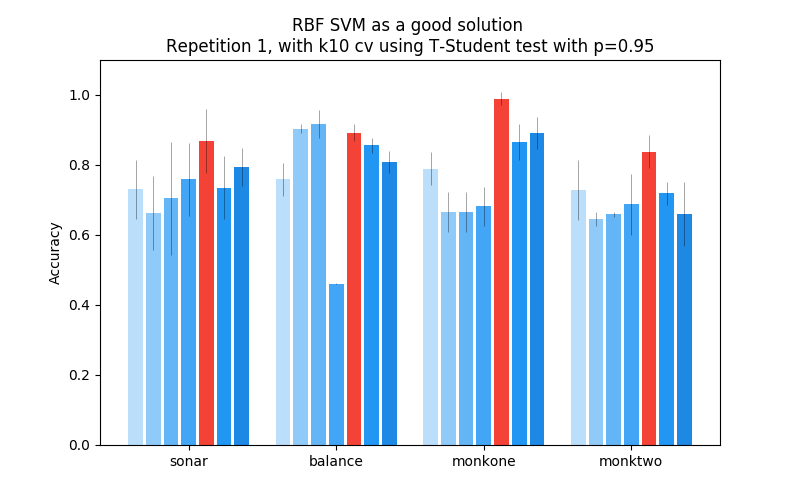 RBF SVM as a good solution
Repetition 1, with k10 cv using T-Student test with p=0.95
1.0
0.8
0.6
0.4
0.2
0.0
Accuracy
sonar balance monkone monktwo